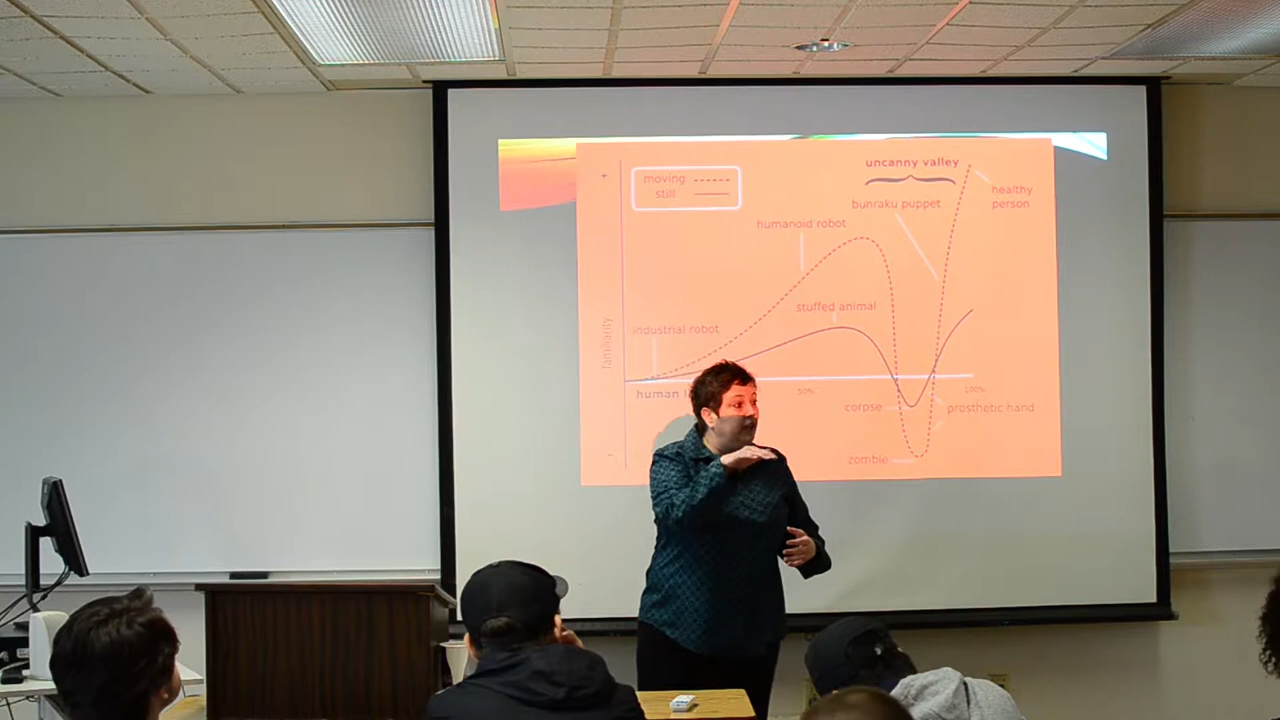 +
moving
still
uncanny valley
bunraku puppet
healthy
person
humanoid robot
stuffed animal
industrial robot
familiarity
human
50%
100%
corpse
prosthetic hand
zombie
-